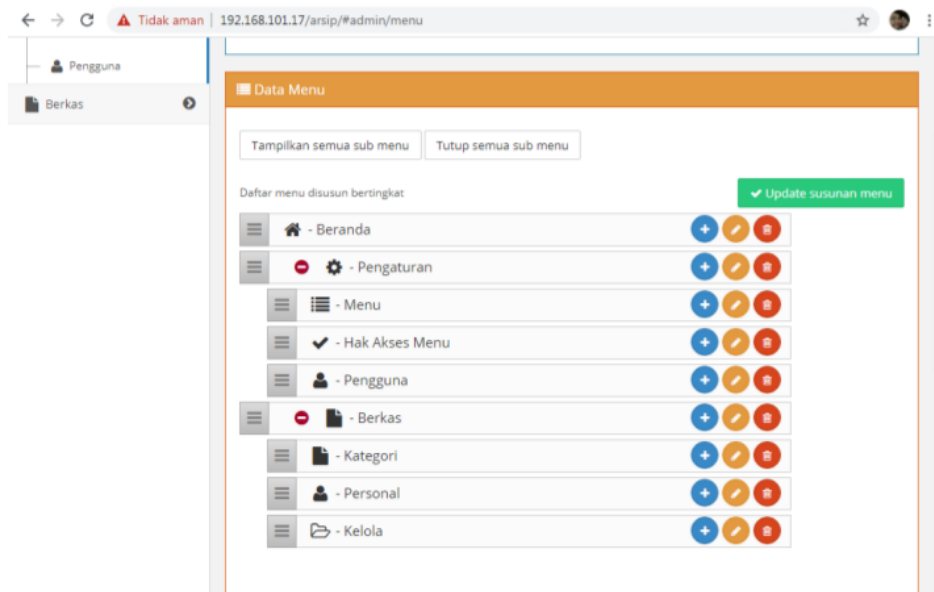 Tidak aman | 192.168.101.17/arsip/#admin/menu
Pengguna
Berkas
Data Menu
Tampilkan semua sub menu Tutup semua sub menu
Daftar menu disusun bertingkat Update susunan menu
- Beranda
- Pengaturan
- Menu
- Hak Akses Menu
- Pengguna
- Berkas
- Kategori
- Personal
- Kelola